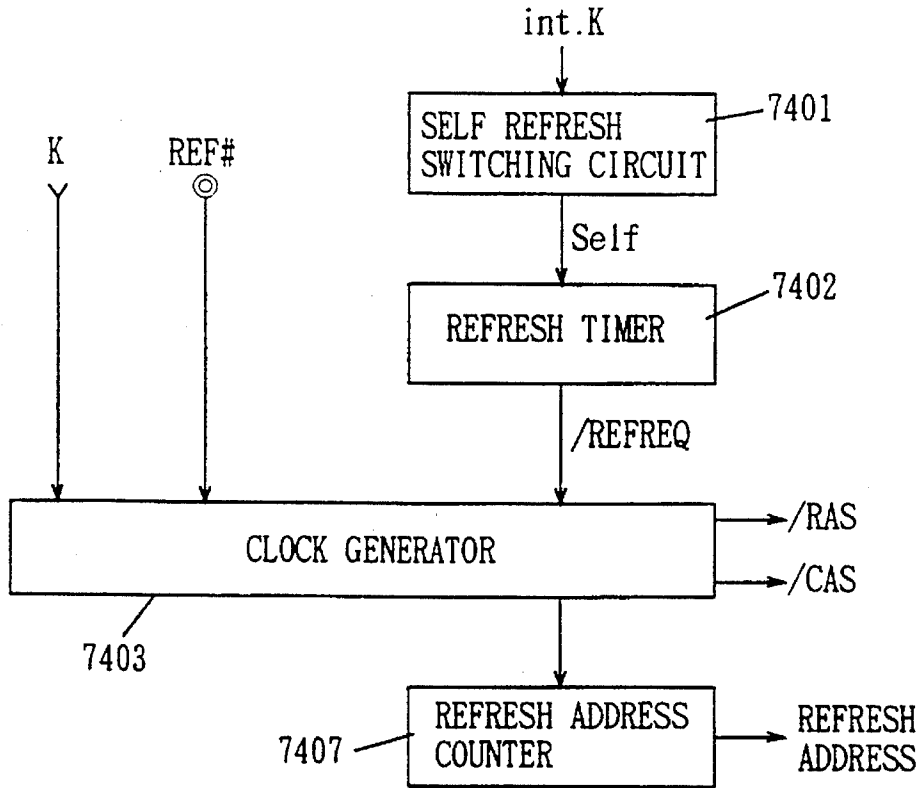 int.K
7401
SELF REFRESH
SWITCHING CIRCUIT
K
REF#
Self
7402
REFRESH TIMER
/REFREQ
CLOCK GENERATOR
/RAS
/CAS
7403
REFRESH ADDRESS
COUNTER
7407
REFRESH
ADDRESS